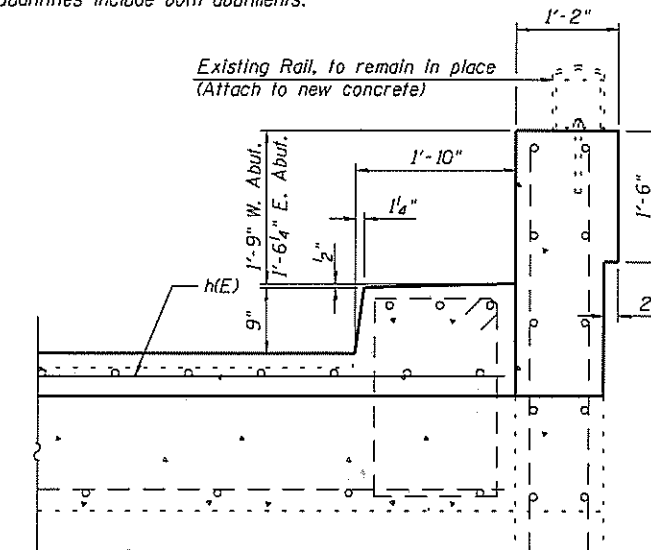 quantities include both abutments.
1'-2"
Existing Rail, to remain in place
(Attach to new concrete)
1'-10"
1'-9" W. Abut.
1'-6¼" E. Abut.
1¼"
½"
1'-6"
h(E)
9"
2